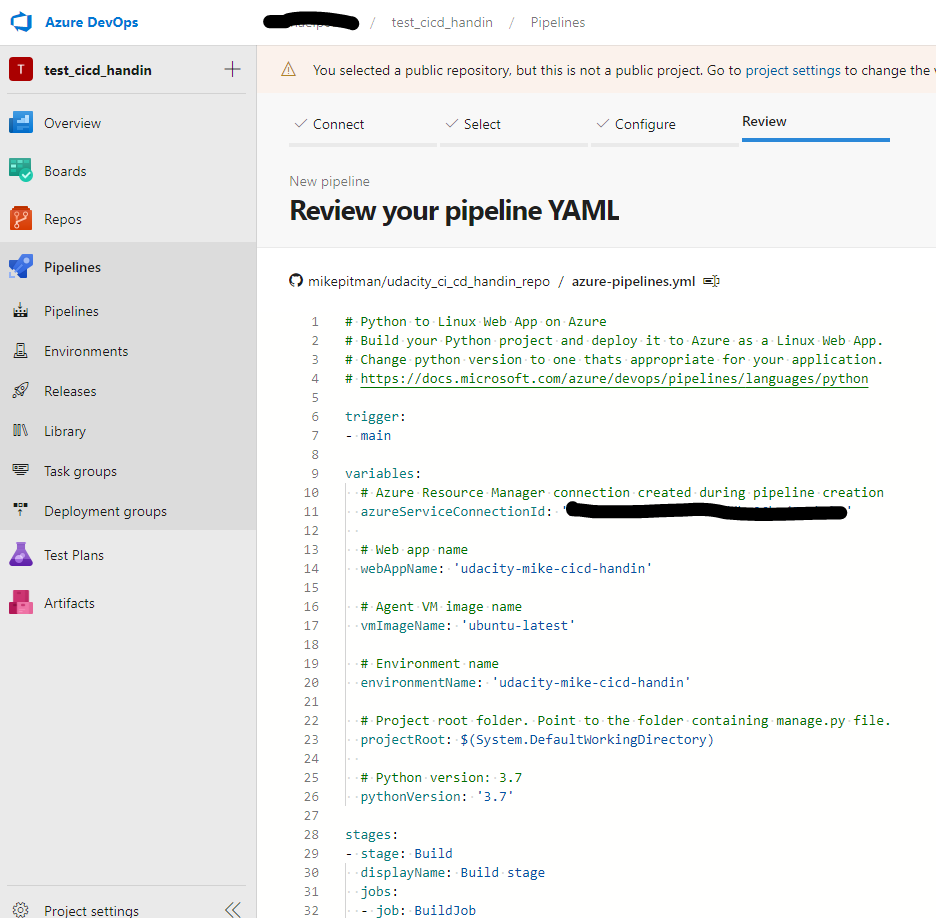 Azure DevOps
/ test_cicd_handin / Pipelines
T test_cicd_handin +
You selected a public repository, but this is not a public project. Go to project settings to change the
Overview
Boards
Repos
Pipelines
Pipelines
Environments
Releases
Library
Task groups
Deployment groups
Test Plans
Artifacts
Project settings
Connect
Select
Configure
Review
New pipeline
Review your pipeline YAML
mikepitman/udacity_ci_cd_handin_repo / azure-pipelines.yml
1 # Python to Linux Web App on Azure
2 # Build your Python project and deploy it to Azure as a Linux Web App.
3 # Change python version to one thats appropriate for your application.
4 # https://docs.microsoft.com/azure/devops/pipelines/languages/python
5
6 trigger:
7 - main
8
9 variables:
10 # Azure Resource Manager connection created during pipeline creation
11 azureServiceConnectionId: '
12
13 # Web app name
14 webAppName: 'udacity-mike-cicd-handin'
15
16 # Agent VM image name
17 vmImageName: 'ubuntu-latest'
18
19 # Environment name
20 environmentName: 'udacity-mike-cicd-handin'
21
22 # Project root folder. Point to the folder containing manage.py file.
23 projectRoot: $(System.DefaultWorkingDirectory)
24
25 # Python version: 3.7
26 pythonVersion: '3.7'
27
28 stages:
29 - stage: Build
30 displayName: Build stage
31 jobs:
32 - job: BuildJob